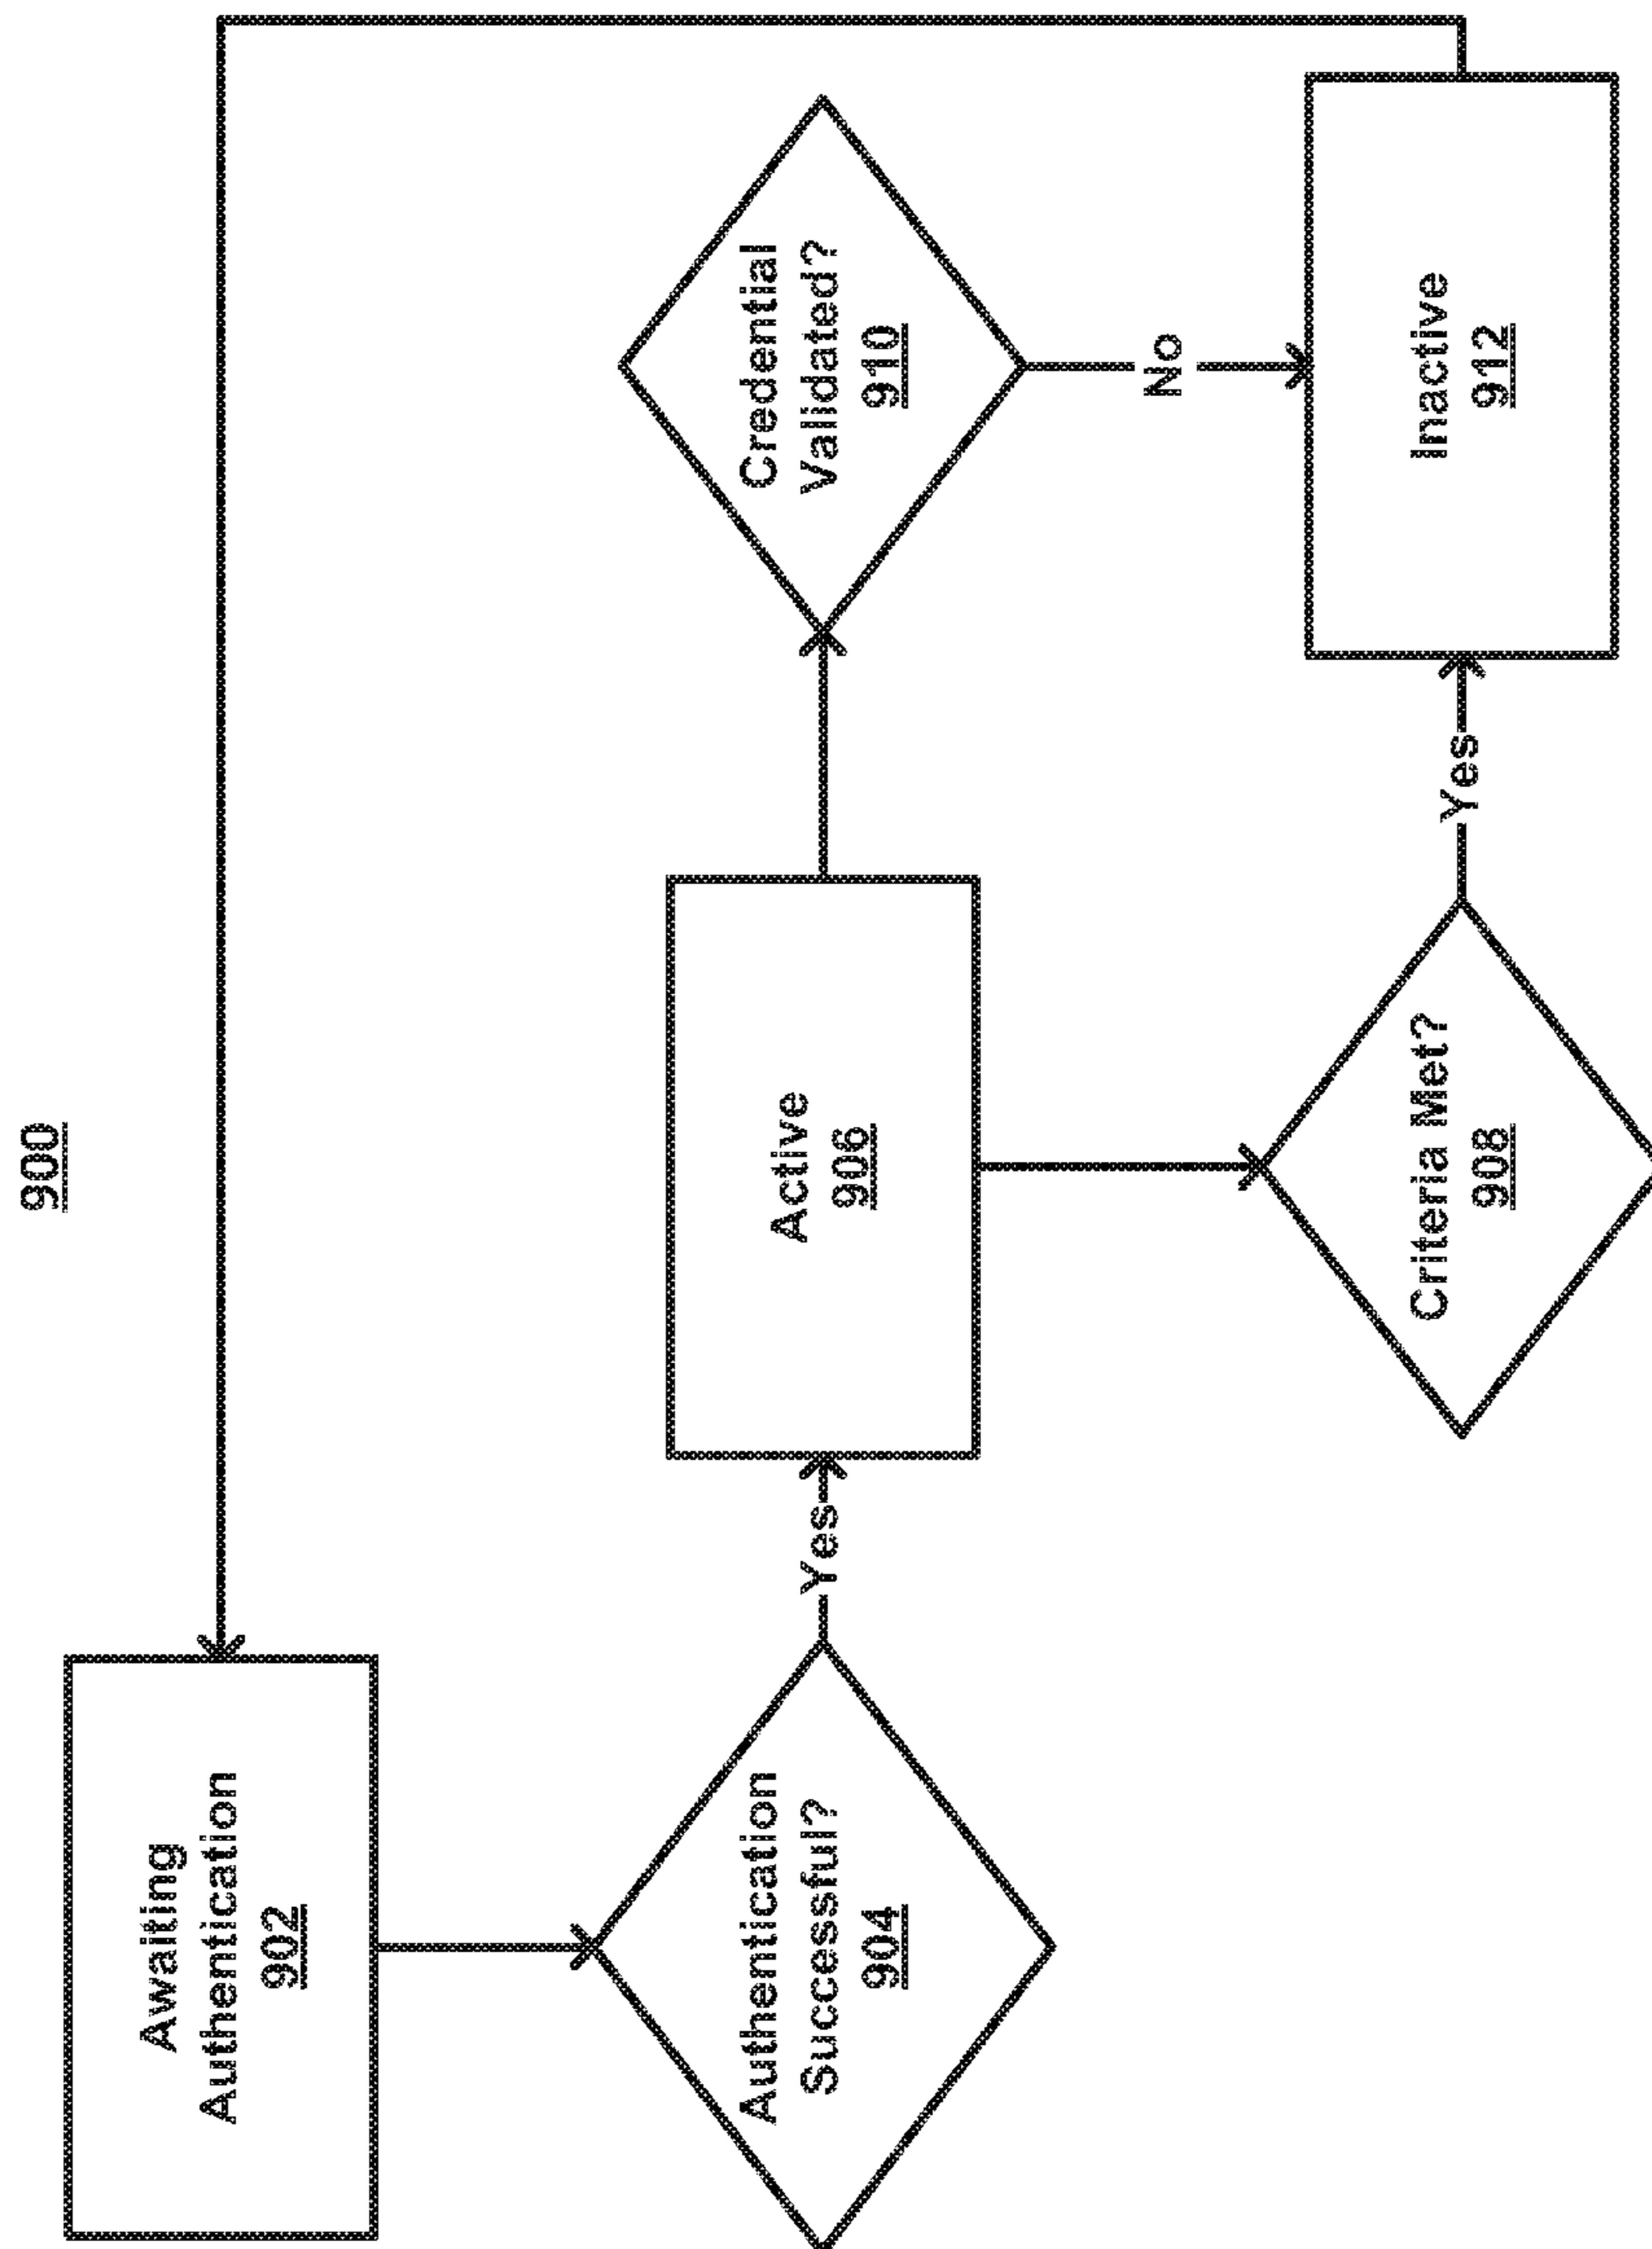 900
Awaiting
Authentication
902
Authentication
Successful?
904
Yes
Active
906
Credential
Validated?
910
No
Criteria Met?
908
Yes
Inactive
912